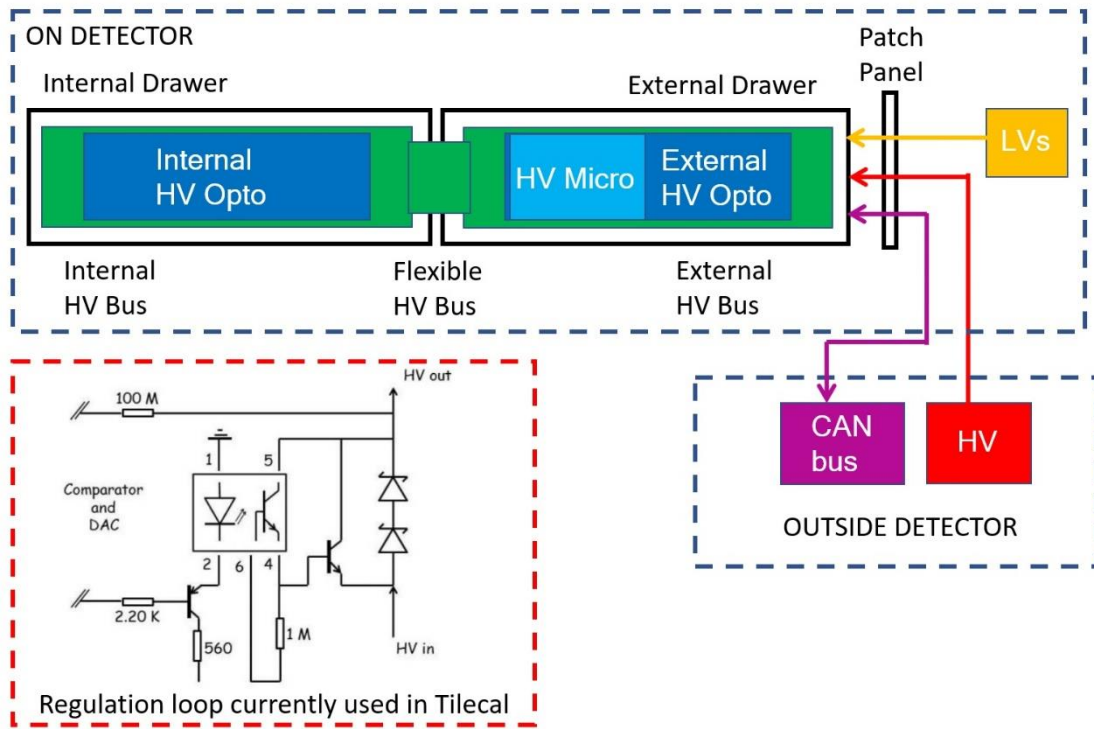 ON DETECTOR
Patch
Panel
Internal Drawer
External Drawer
LVs
Internal
HV Opto
HV Micro
External
HV Opto
Internal
HV Bus
Flexible
HV Bus
External
HV Bus
HV out
100 M
1
5
Comparator
and
DAC
2
6
4
2.20 K
560
1 M
HV in
Regulation loop currently used in Tilecal
CAN
bus
HV
OUTSIDE DETECTOR